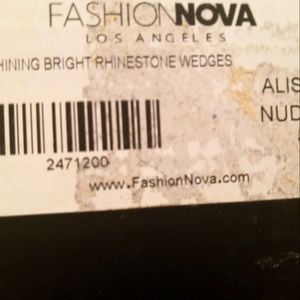 FASHIONNOVA
LOS ANGELES
HINING BRIGHT RHINESTONE WEDGES
ALIS
NUD
2471200
www.FashionNova.com